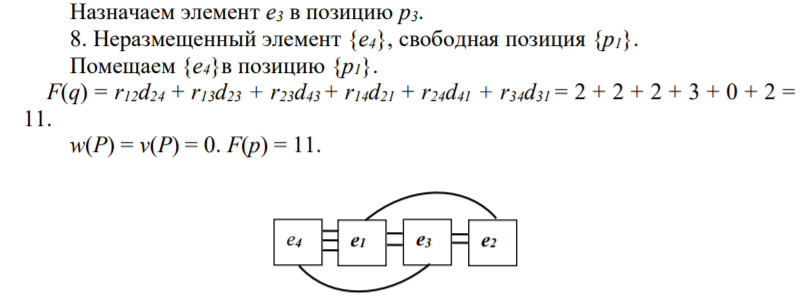 Назначаем элемент e3 в позицию p3.
8. Неразмещенный элемент {e4}, свободная позиция {p1}.
Помещаем {e4}в позицию {p1}.
F(q) = r12d24 + r13d23 + r23d43 + r14d21 + r24d41 + r34d31 = 2 + 2 + 2 + 3 + 0 + 2 =
11.
w(P) = v(P) = 0. F(p) = 11.
e4 e1 e3 e2